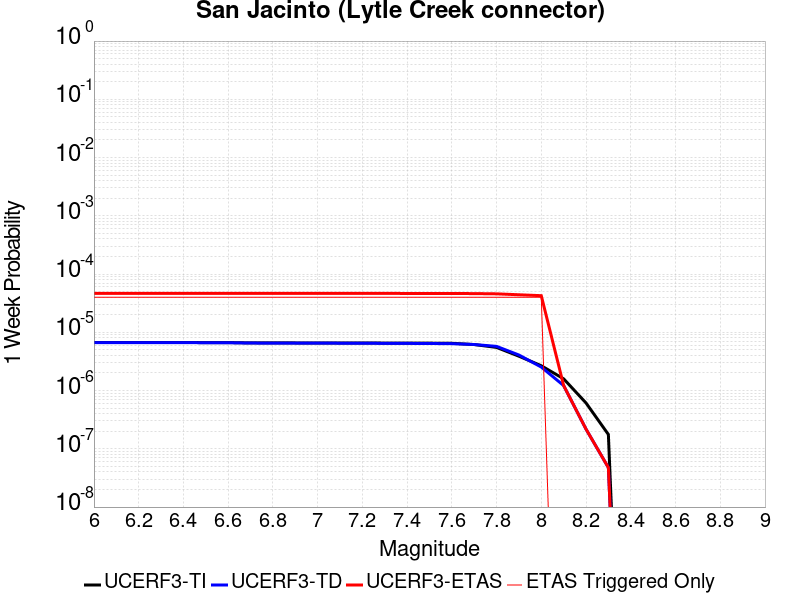 San Jacinto (Lytle Creek connector)
10^0
10^-1
10^-2
10^-3
10^-4
10^-5
10^-6
10^-7
10^-8
1 Week Probability
6 6.2 6.4 6.6 6.8 7 7.2 7.4 7.6 7.8 8 8.2 8.4 8.6 8.8 9
Magnitude
UCERF3-TI UCERF3-TD UCERF3-ETAS ETAS Triggered Only